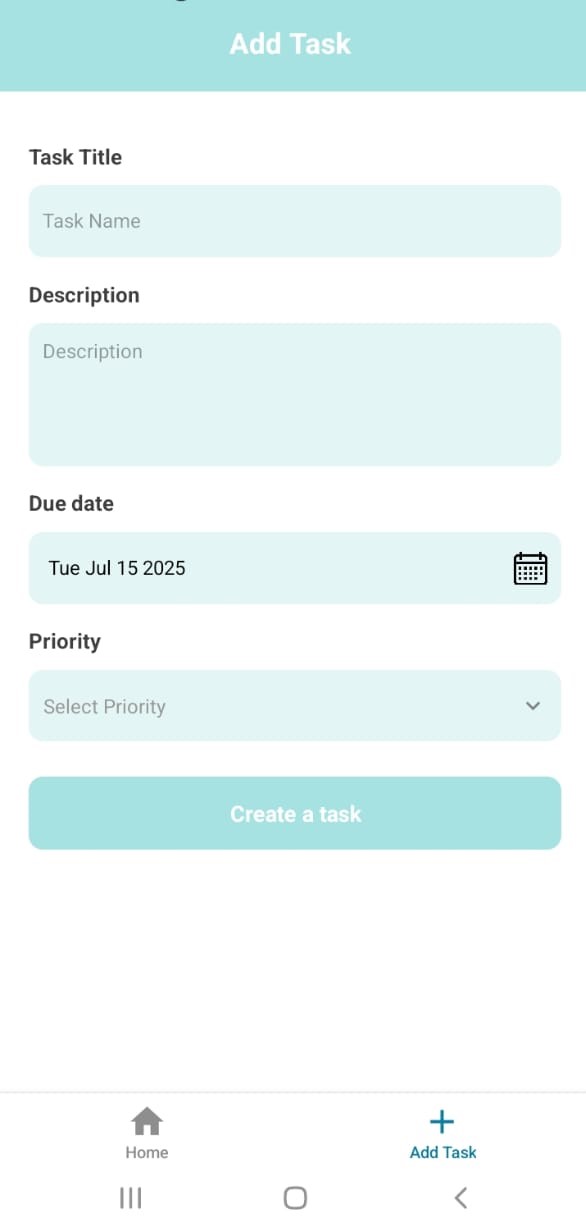 Add Task
Task Title
Task Name
Description
Description
Due date
Tue Jul 15 2025
Priority
Select Priority
Create a task
Home
Add Task